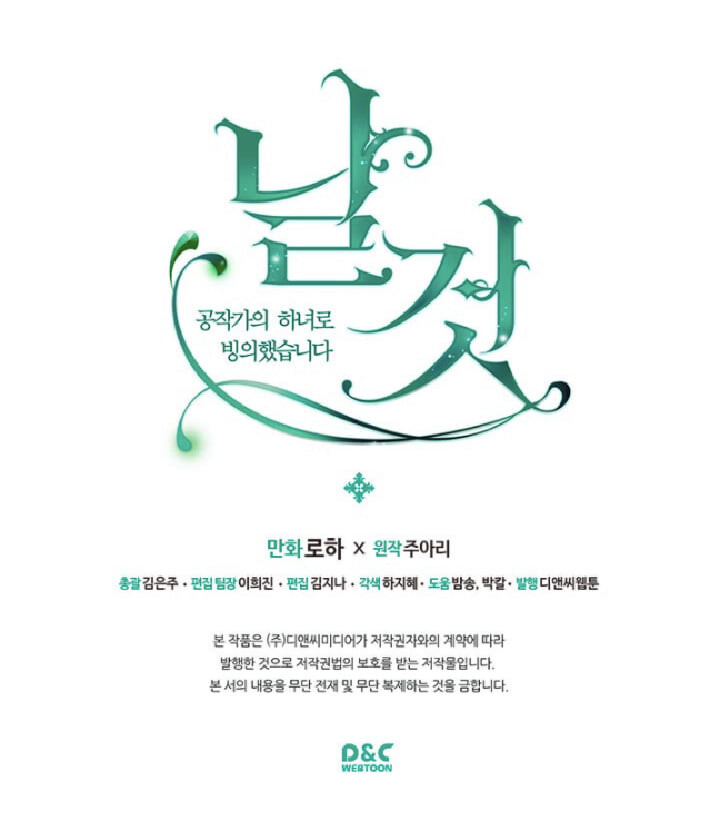 날것
공작가의 하녀로
빙의했습니다
만화 로하 X 원작 주아리
총괄 김은주 • 편집 팀장 이희진 • 편집 김지나 • 각색 하지혜 • 도움 밤송, 박칼 • 발행 디앤씨웹툰
본 작품은 (주)디앤씨미디어가 저작권자와의 계약에 따라
발행한 것으로 저작권법의 보호를 받는 저작물입니다.
본 서의 내용을 무단 전재 및 무단 복제하는 것을 금합니다.
D&C
WEBTOON